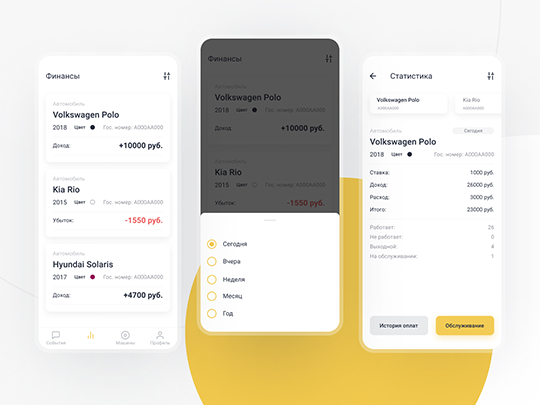 Финансы
Автомобиль
Volkswagen Polo
2018 Цвет Гос. номер: А000АА000
Доход: +10000 руб.
Автомобиль
Kia Rio
2015 Цвет Гос. номер: А000АА000
Убыток: -1550 руб.
Автомобиль
Hyundai Solaris
2017 Цвет Гос. номер: А000АА000
Доход: +4700 руб.
События
Машины
Профиль
Финансы
Автомобиль
Volkswagen Polo
2018 Цвет Гос. номер: А000АА000
Доход: +10000 руб.
Автомобиль
Kia Rio
2015 Цвет Гос. номер: А000АА000
Убыток: -1550 руб.
Сегодня
Вчера
Неделя
Месяц
Год
Статистика
Volkswagen Polo
А000АА000
Kia Rio
А000АА000
Автомобиль
Сегодня
Volkswagen Polo
2018 Цвет Гос. номер: А000АА000
Ставка: 1000 руб.
Доход: 26000 руб.
Расход: 3000 руб.
Итого: 23000 руб.
Работает: 26
Не работает: 0
Выходной: 4
На обслуживании: 1
История оплат
Обслуживание